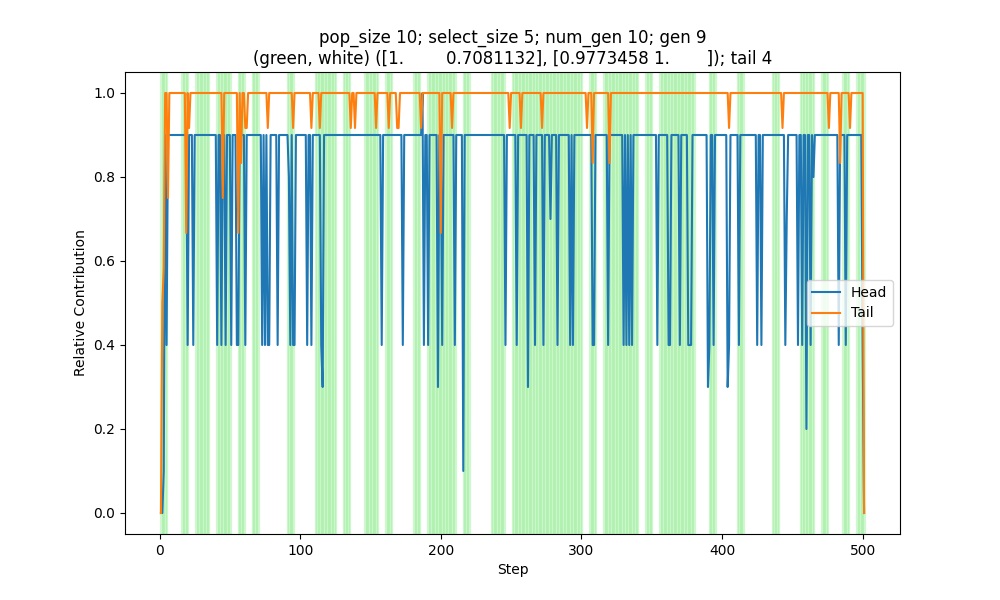 pop_size 10; select_size 5; num_gen 10; gen 9
(green, white) ([1.        0.7081132], [0.9773458 1.       ]); tail 4
Relative Contribution
1.0
0.8
0.6
0.4
0.2
0.0
Head
Tail
0
100
200
300
400
500
Step